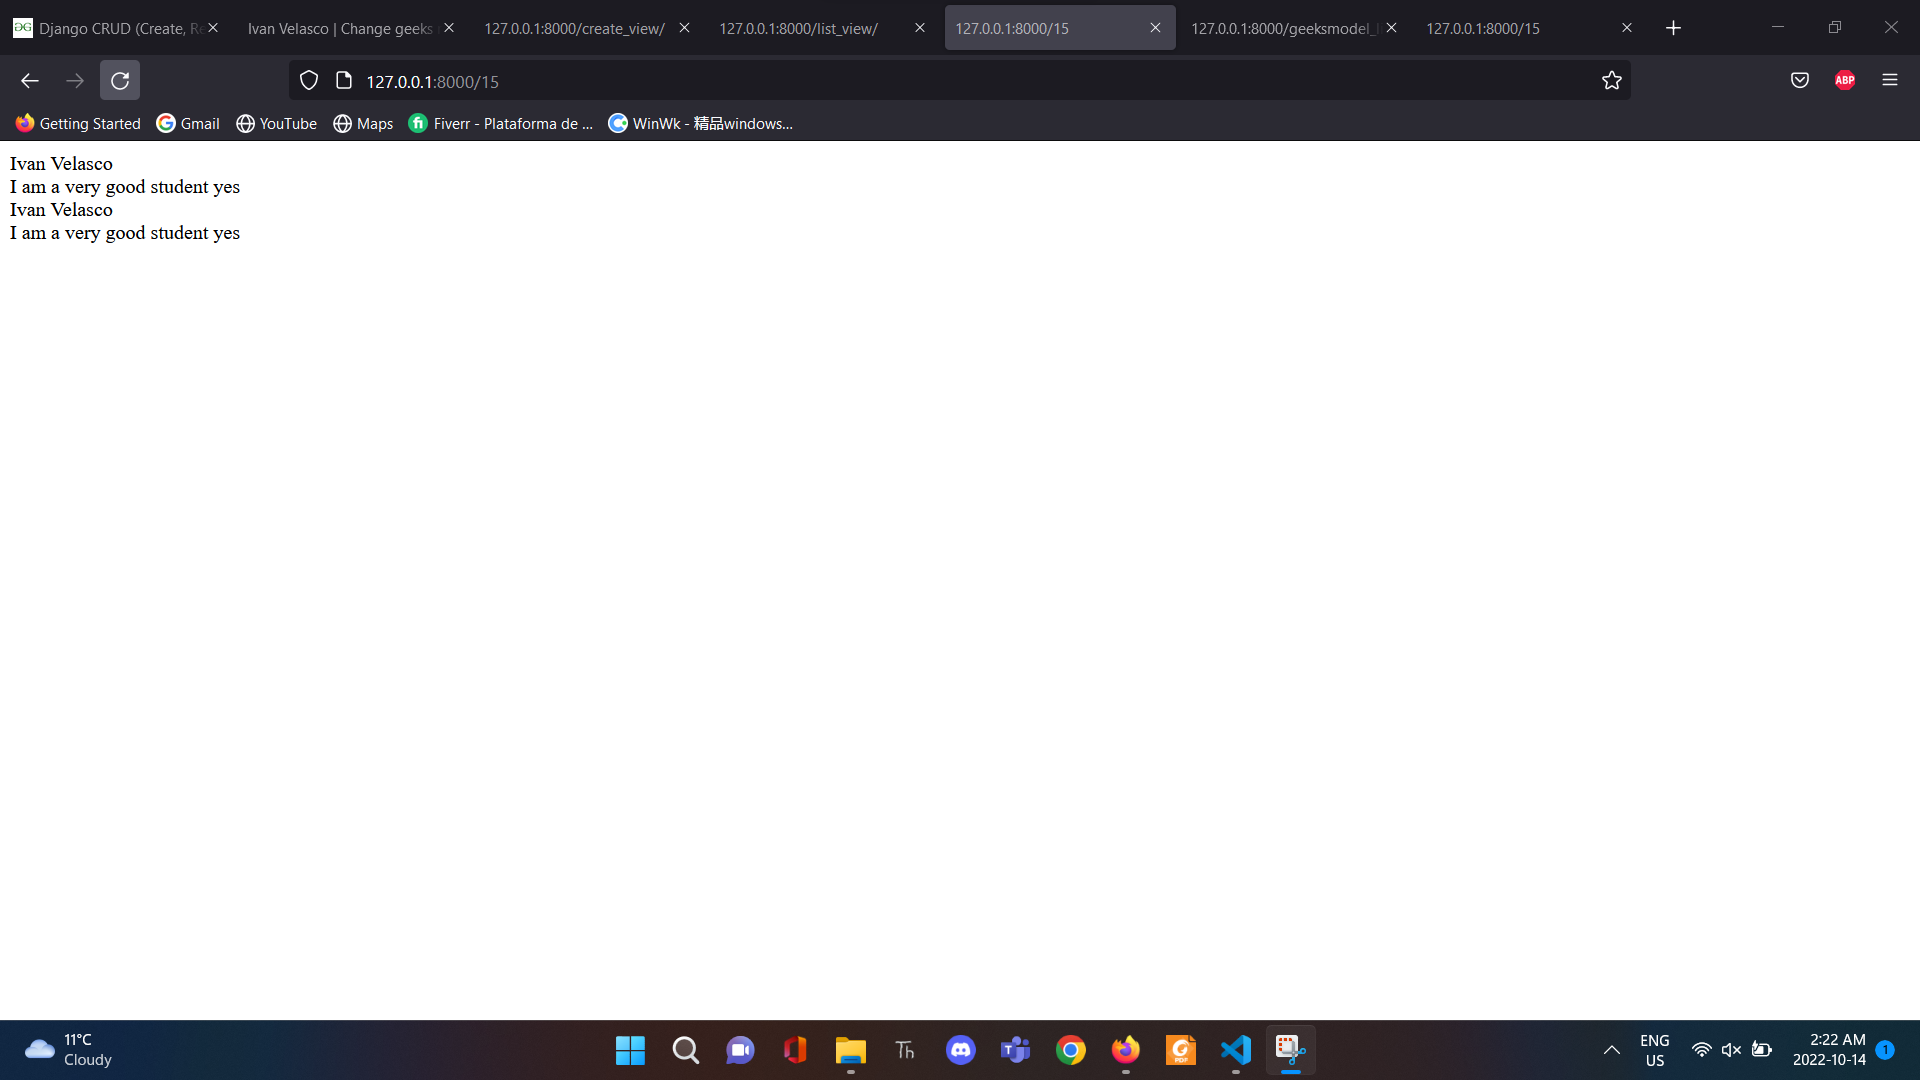 Django CRUD (Create, Re
Ivan Velasco | Change geeks
127.0.0.1:8000/create_view/
127.0.0.1:8000/list_view/
127.0.0.1:8000/15
127.0.0.1:8000/geeksmodel_l
127.0.0.1:8000/15
127.0.0.1:8000/15
ABP
Getting Started
Gmail
YouTube
Maps
Fiverr - Plataforma de ...
WinWk - 精品windows...
Ivan Velasco
I am a very good student yes
Ivan Velasco
I am a very good student yes
11°C
Cloudy
Th
PDF
ENG
US
2:22 AM
2022-10-14
1